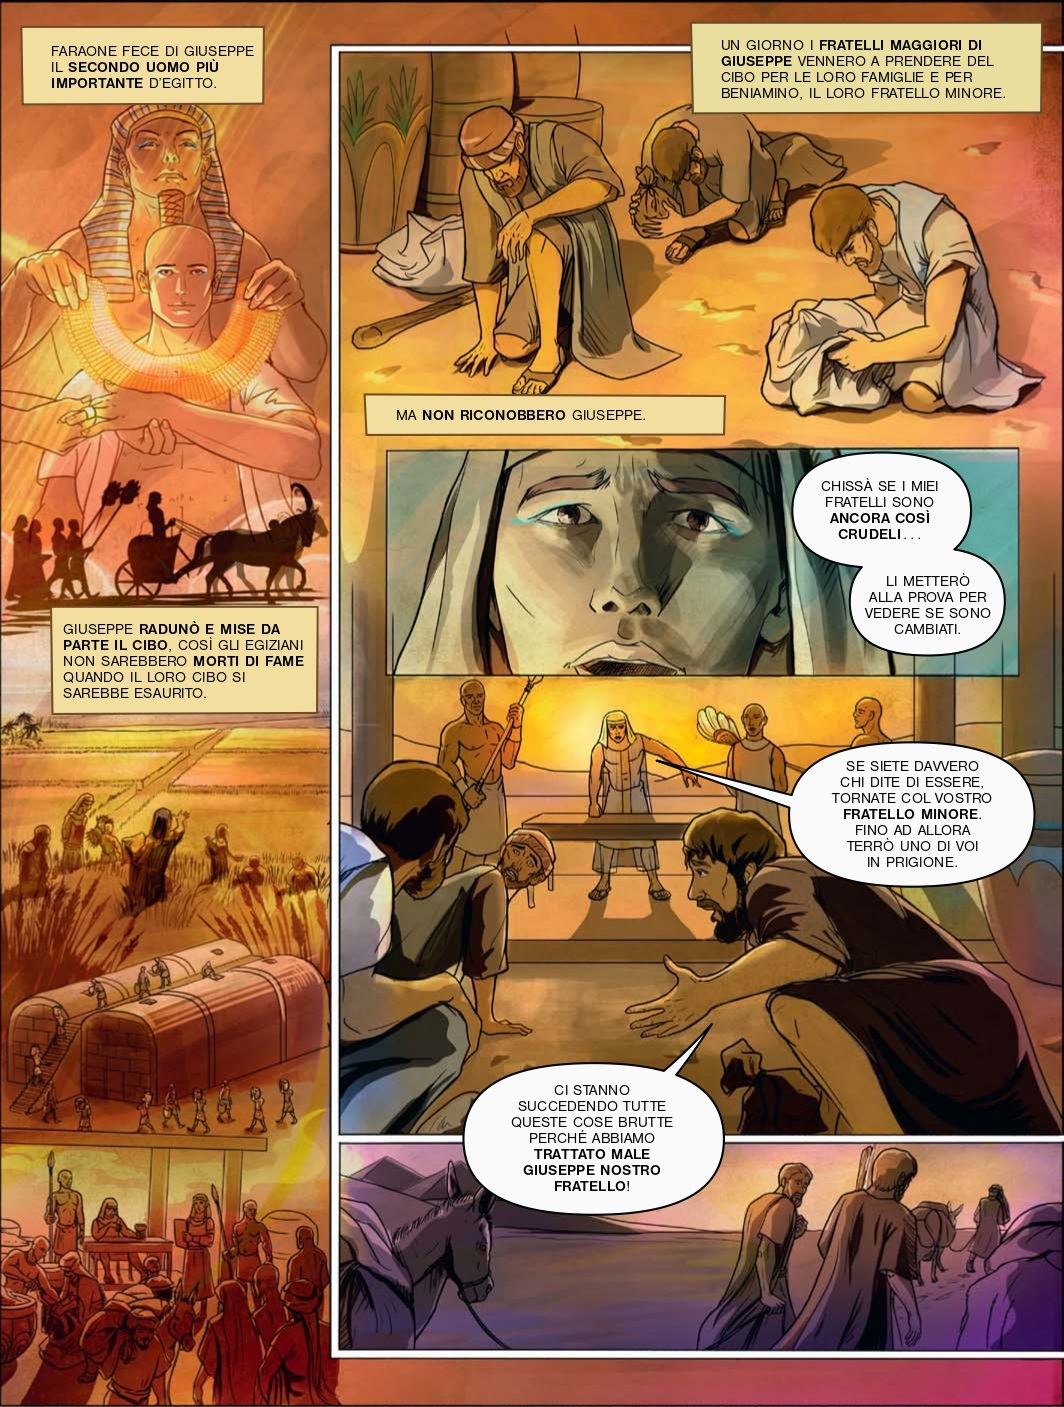 FARAONE FECE DI GIUSEPPE
IL SECONDO UOMO PIÙ
IMPORTANTE D'EGITTO.
GIUSEPPE RADUNÒ E MISE DA
PARTE IL CIBO, COSÌ GLI EGIZIANI
NON SAREBBERO MORTI DI FAME
QUANDO IL LORO CIBO SI
SAREBBE ESAURITO.
UN GIORNO I FRATELLI MAGGIORI DI
GIUSEPPE VENNERO A PRENDERE DEL
CIBO PER LE LORO FAMIGLIE E PER
BENIAMINO, IL LORO FRATELLO MINORE.
MA NON RICONOBBERO GIUSEPPE.
CHISSÀ SE I MIEI
FRATELLI SONO
ANCORA COSÌ
CRUDELI...
LI METTERÒ
ALLA PROVA PER
VEDERE SE SONO
CAMBIATI.
SE SIETE DAVVERO
CHI DITE DI ESSERE,
TORNATE COL VOSTRO
FRATELLO MINORE.
FINO AD ALLORA
TERRÒ UNO DI VOI
IN PRIGIONE.
CI STANNO
SUCCEDENDO TUTTE
QUESTE COSE BRUTTE
PERCHÉ ABBIAMO
TRATTATO MALE
GIUSEPPE NOSTRO
FRATELLO!